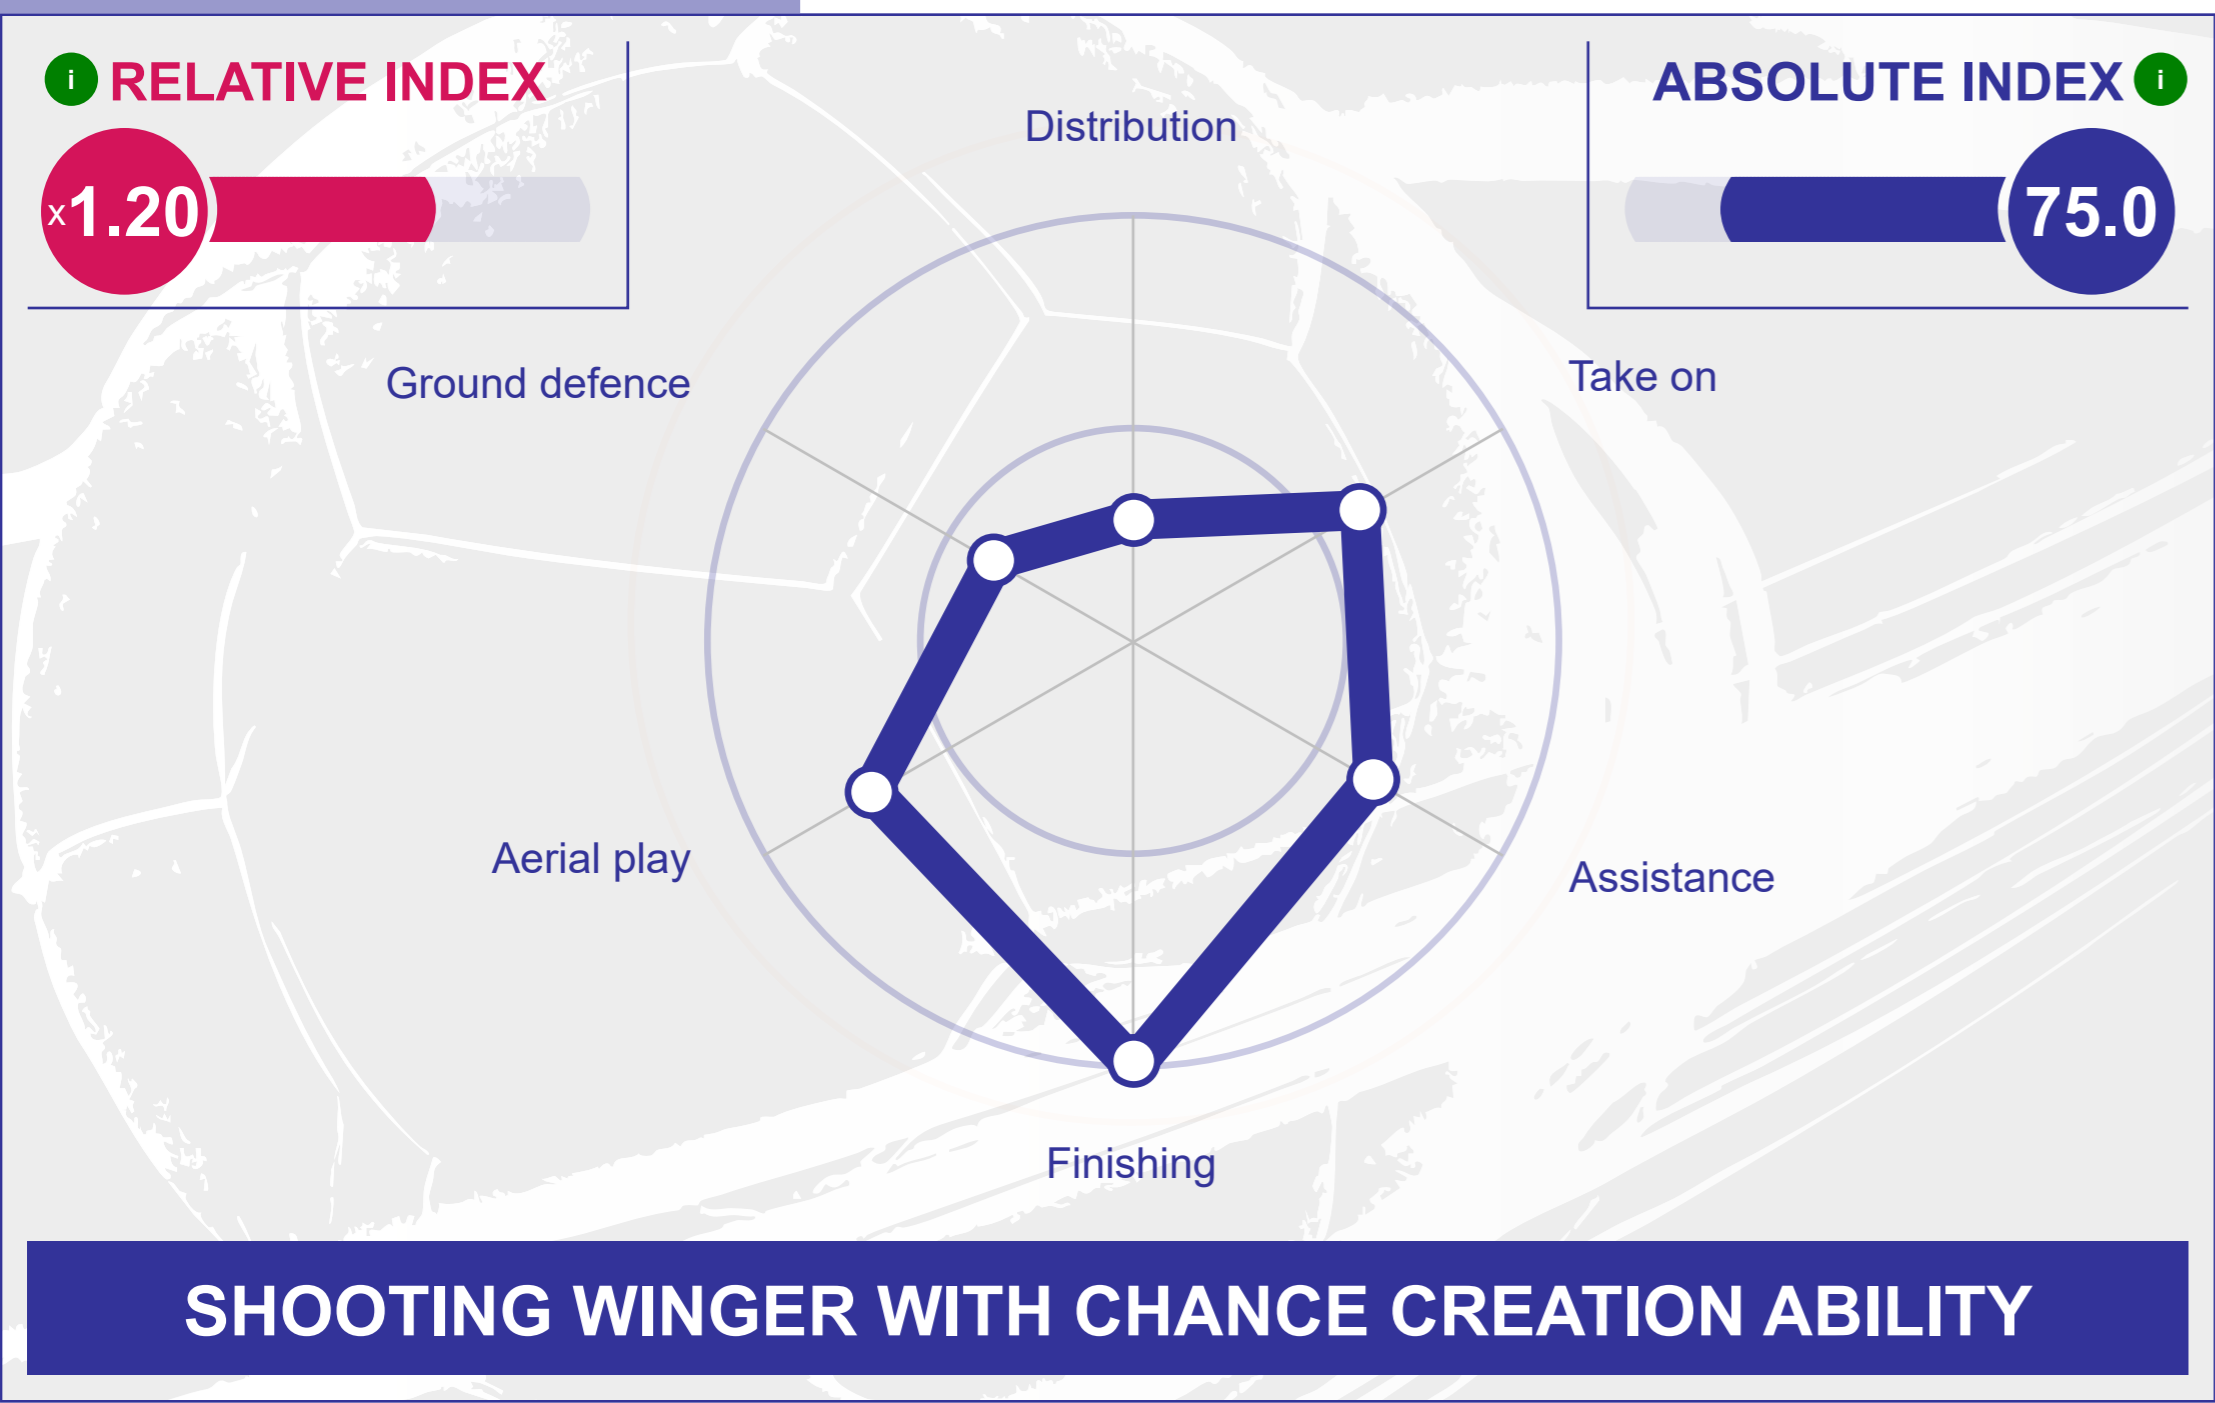 i RELATIVE INDEX
x1.20
ABSOLUTE INDEX i
75.0
Distribution
Ground defence
Take on
Aerial play
Assistance
Finishing
SHOOTING WINGER WITH CHANCE CREATION ABILITY